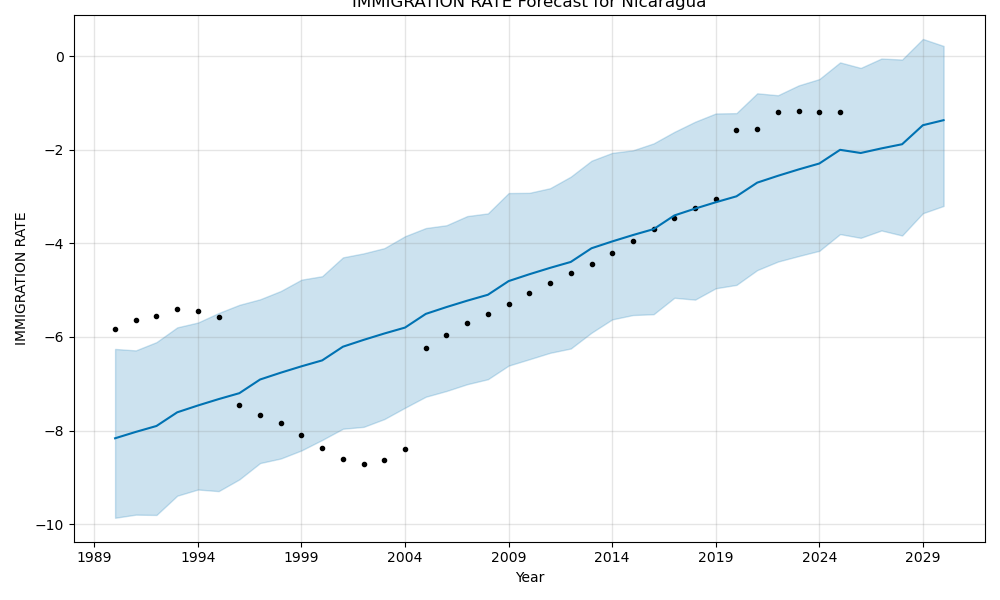 IMMIGRATION RATE Forecast for Nicaragua
0
−2
−4
−6
−8
−10
IMMIGRATION RATE
1989 1994 1999 2004 2009 2014 2019 2024 2029
Year